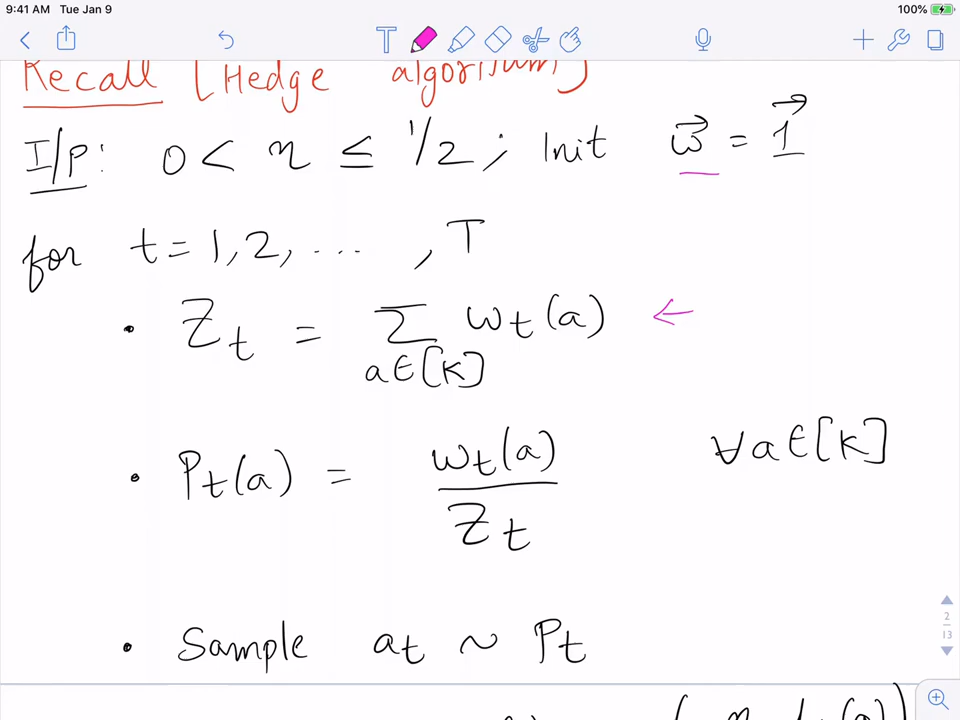 9:41 AM Tue Jan 9
100%
T
Recall (Hedge algorithm)
I/P: 0 < η ≤ 1/2 ; Init w⃗ = 1⃗
for t = 1, 2, ... , T
• Z_t = Σ_{a∈[K]} w_t(a) ←
• P_t(a) = w_t(a) / Z_t ∀a∈[K]
2
13
• Sample a_t ~ P_t